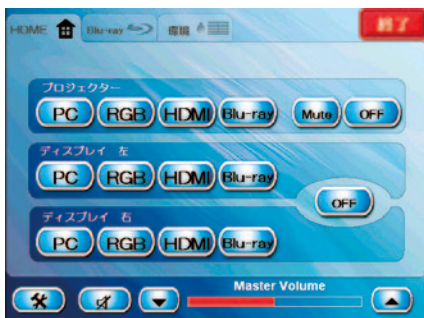 HOME Blu-ray 環境 終了
プロジェクター
PC RGB HDMI Blu-ray Mute OFF
ディスプレイ 左
PC RGB HDMI Blu-ray
OFF
ディスプレイ 右
PC RGB HDMI Blu-ray
Master Volume